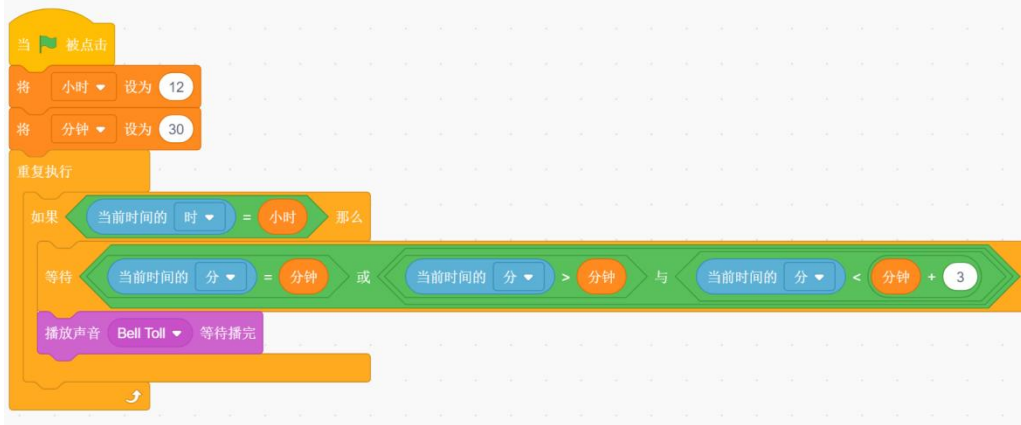 当 被点击
将 小时 设为 12
将 分钟 设为 30
重复执行
如果 当前时间的 时 = 小时 那么
等待 当前时间的 分 = 分钟 或 当前时间的 分 > 分钟 与 当前时间的 分 < 分钟 + 3
播放声音 Bell Toll 等待播完